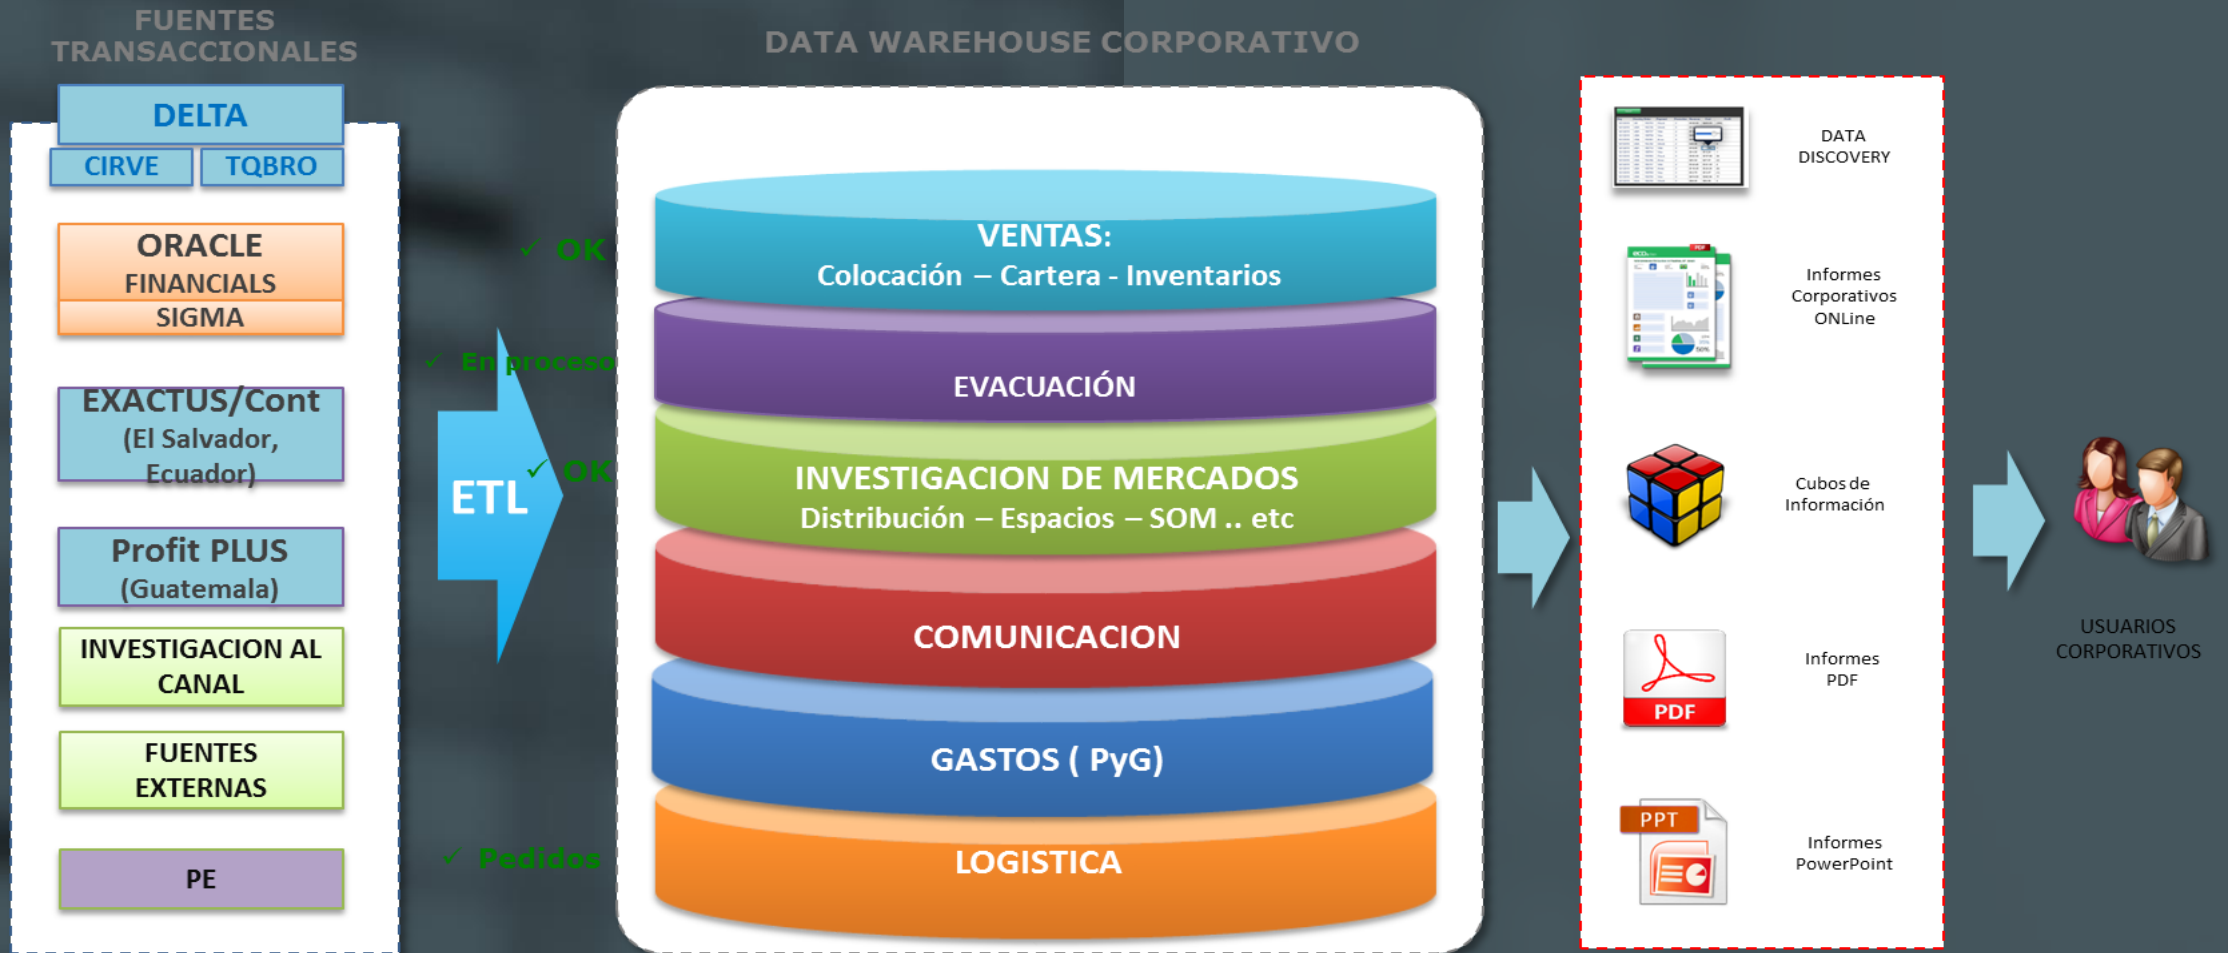 FUENTES
TRANSACCIONALES
DELTA
CIRVE
TQBRO
ORACLE
FINANCIALS
SIGMA
EXACTUS/Cont
(El Salvador,
Ecuador)
Profit PLUS
(Guatemala)
INVESTIGACION AL
CANAL
FUENTES
EXTERNAS
PE
ETL
✓ OK
✓ En proceso
✓ OK
✓ Pedidos
DATA WAREHOUSE CORPORATIVO
VENTAS:
Colocación – Cartera - Inventarios
EVACUACIÓN
INVESTIGACION DE MERCADOS
Distribución – Espacios – SOM .. etc
COMUNICACION
GASTOS ( PyG)
LOGISTICA
DATA
DISCOVERY
PDF
Informes
Corporativos
ONLine
Cubos de
Información
PDF
Informes
PDF
PPT
Informes
PowerPoint
USUARIOS
CORPORATIVOS